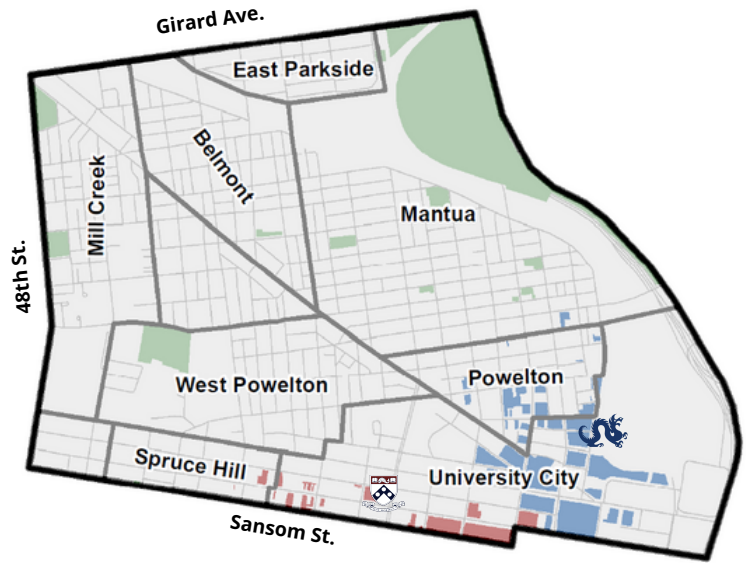 Girard Ave.
East Parkside
Belmont
Mill Creek
Mantua
48th St.
West Powelton
Powelton
Spruce Hill
University City
Sansom St.